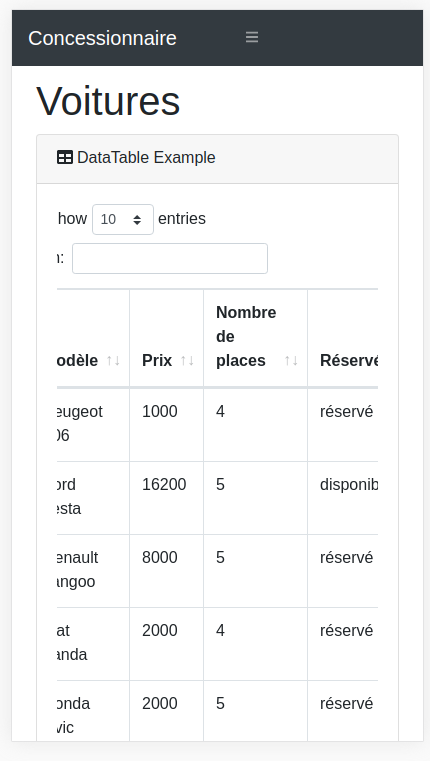 Concessionnaire
Voitures
DataTable Example
how 10 entries
n:
odèle Prix Nombre de places Réservé
eugeot 1000 4 réservé
06
ord 16200 5 disponib
esta
enault 8000 5 réservé
angoo
iat 2000 4 réservé
anda
onda 2000 5 réservé
vic